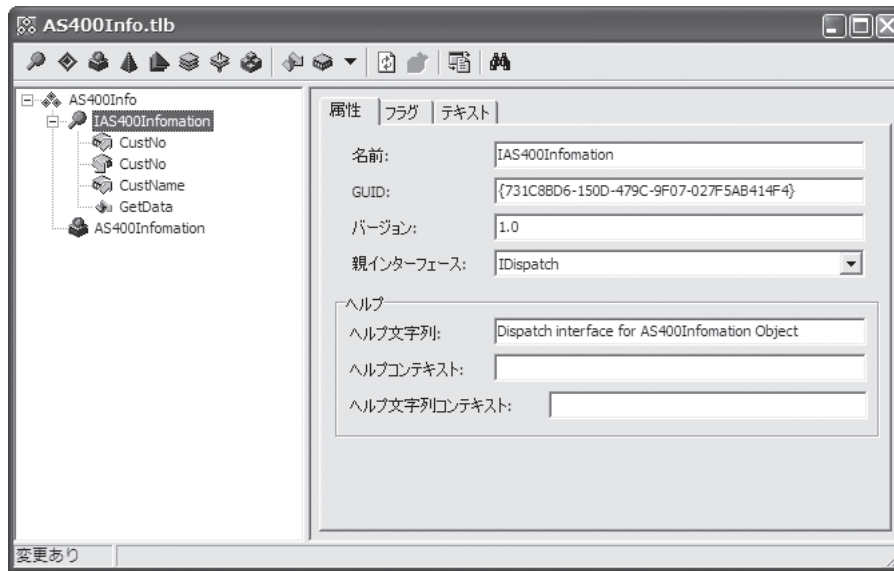 AS400Info.tlb
AS400Info
IAS400Infomation
CustNo
CustNo
CustName
GetData
AS400Infomation
属性 フラグ テキスト
名前: IAS400Infomation
GUID: {731C8BD6-150D-479C-9F07-027F5AB414F4}
バージョン: 1.0
親インターフェース: IDispatch
ヘルプ
ヘルプ文字列: Dispatch interface for AS400Infomation Object
ヘルプコンテキスト:
ヘルプ文字列コンテキスト:
変更あり